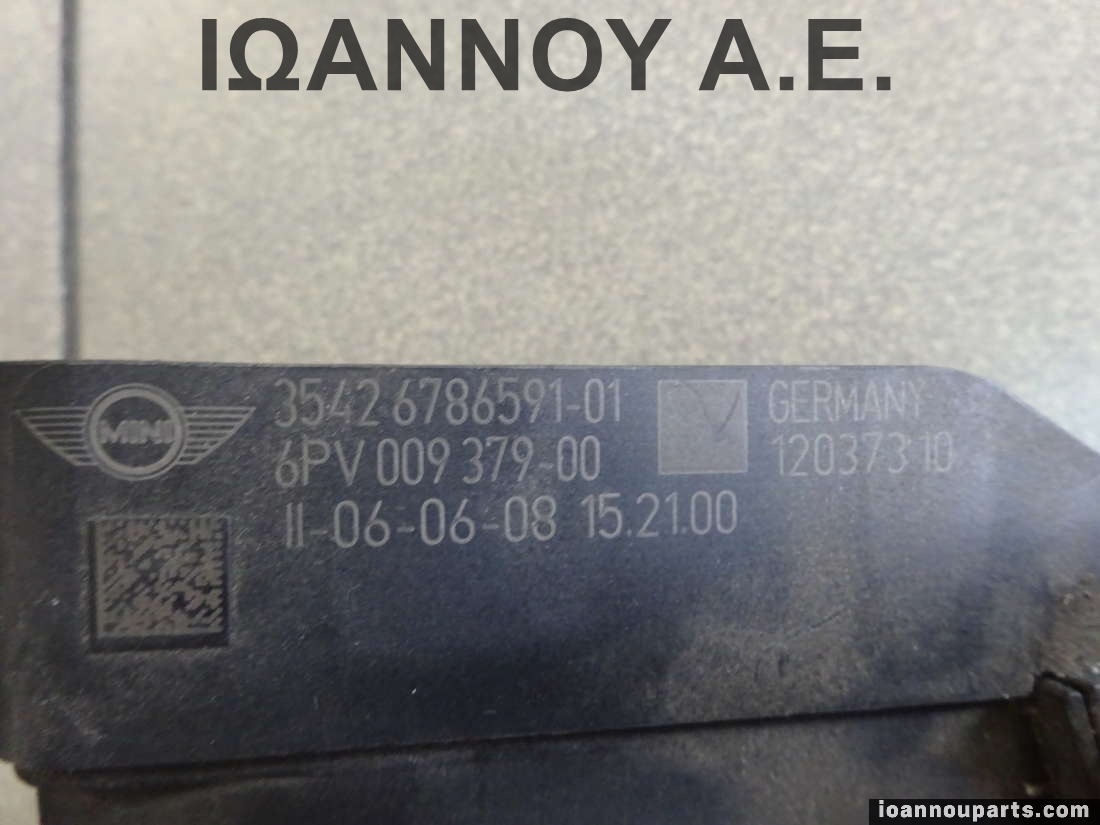 ΙΩΑΝΝΟΥ Α.Ε.
MINI
3542 6786591-01
6PV 009 379-00
II-06-06-08 15.21.00
GERMANY
12037310
ioannouparts.com